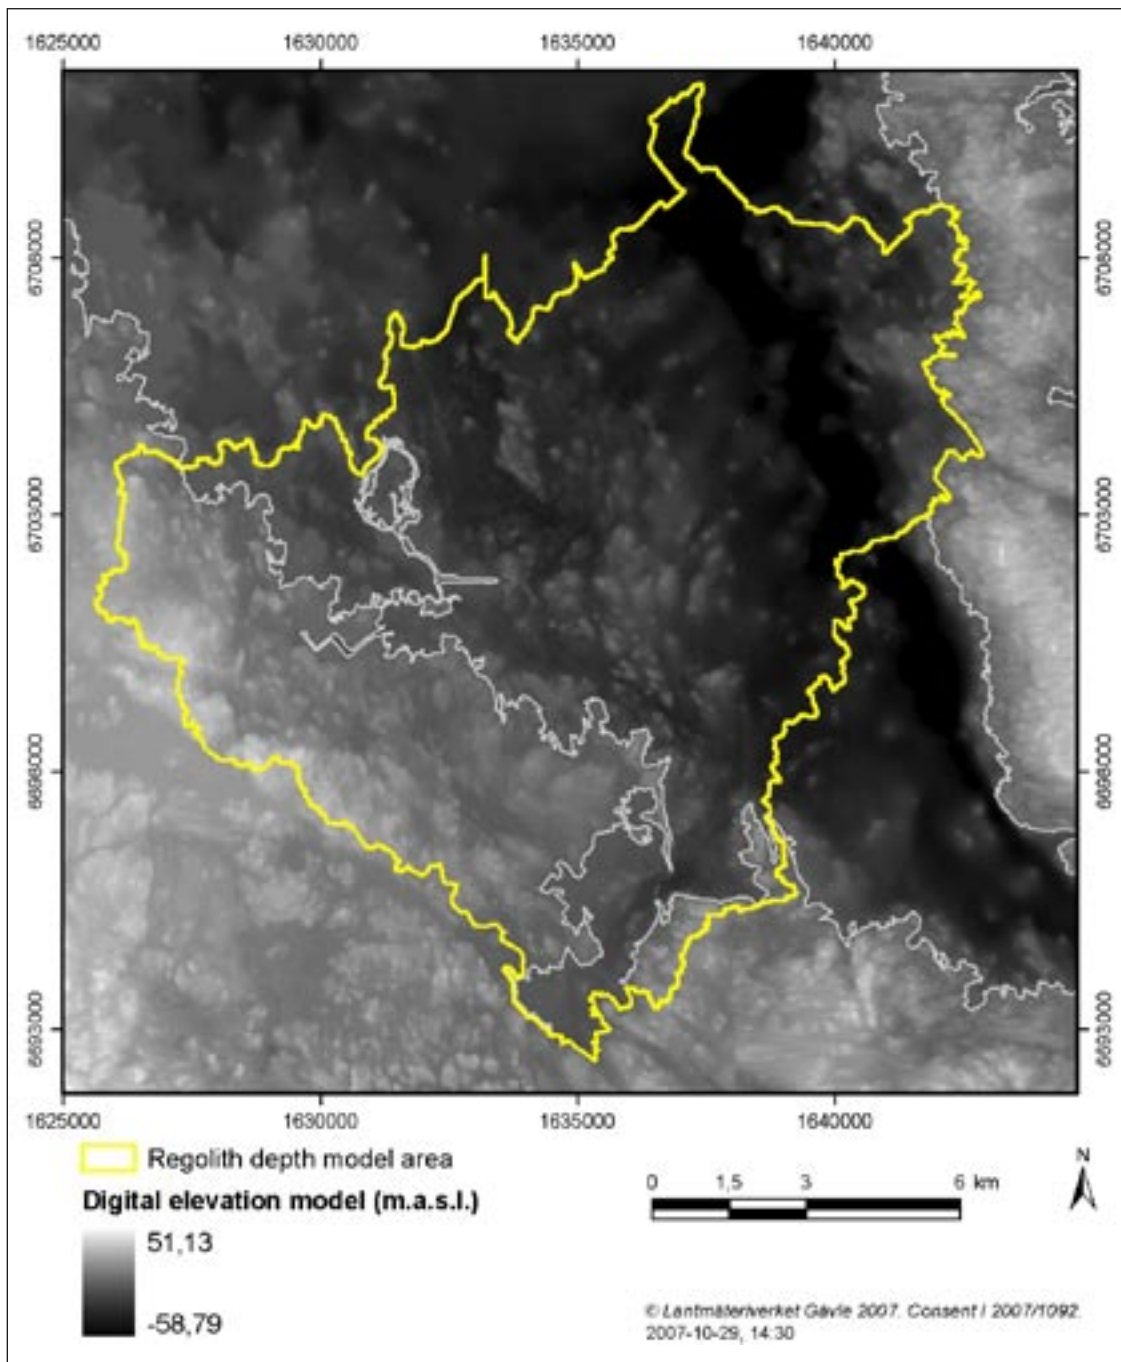 1625000 1630000 1635000 1640000
6708000 6708000
6703000 6703000
6698000 6698000
6693000 6693000
1625000 1630000 1635000 1640000
Regolith depth model area
Digital elevation model (m.a.s.l.)
51,13
-58,79
N
0 1,5 3 6 km
© Lantmäteriverket Gävle 2007. Consent I 2007/1092.
2007-10-29, 14:30